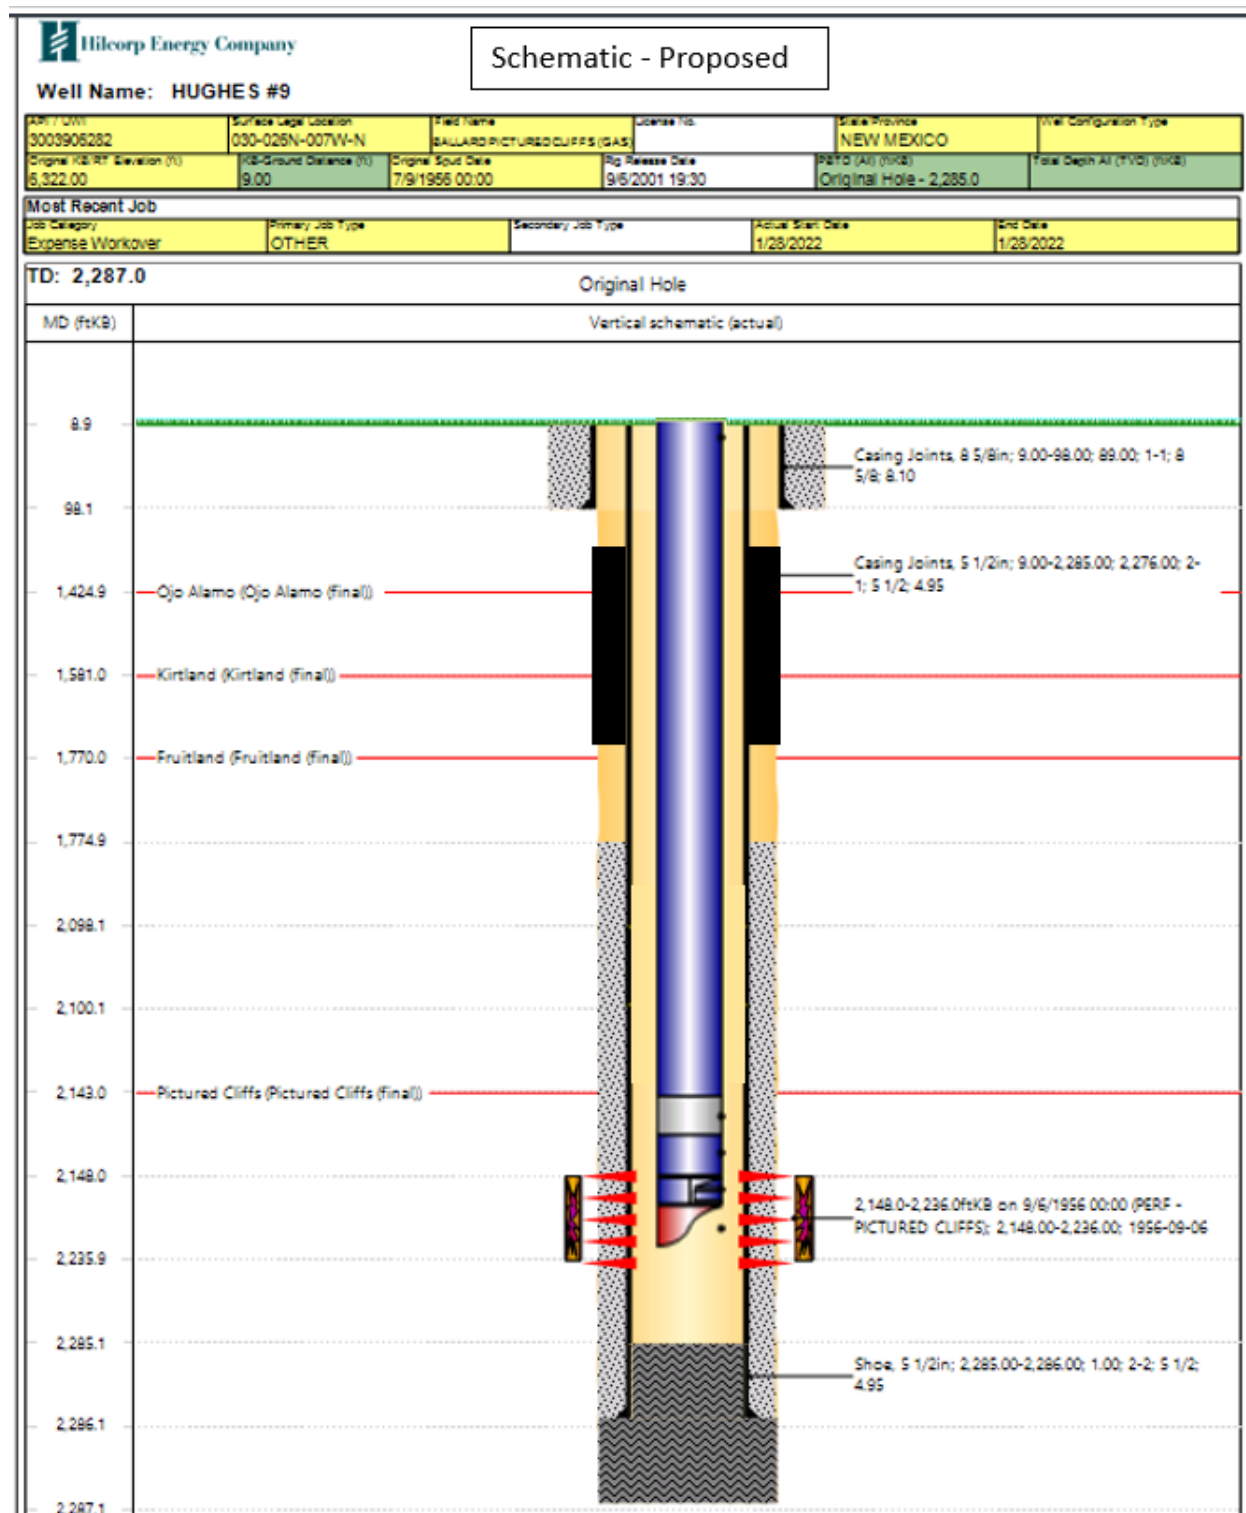 Hilcorp Energy Company
Schematic - Proposed
Well Name: HUGHES #9
API / UWI
3003905282
Surface Legal Location
030-026N-007W-N
Field Name
BALLARD PICTURED CLIFFS (GAS)
License No.
State/Province
NEW MEXICO
Well Configuration Type
Original KB/RT Elevation (ft)
6,322.00
KB-Ground Distance (ft)
9.00
Original Spud Date
7/9/1956 00:00
Rig Release Date
9/6/2001 19:30
PBTD (All) (ftKB)
Original Hole - 2,285.0
Total Depth All (TVD) (ftKB)
Most Recent Job
Job Category
Expense Workover
Primary Job Type
OTHER
Secondary Job Type
Actual Start Date
1/28/2022
End Date
1/28/2022
TD: 2,287.0
Original Hole
MD (ftKB)
Vertical schematic (actual)
8.9
Casing Joints, 8 5/8in; 9.00-98.00; 89.00; 1-1; 8
5/8; 8.10
98.1
Casing Joints, 5 1/2in; 9.00-2,285.00; 2,276.00; 2-
1; 5 1/2; 4.95
1,424.9
Ojo Alamo (Ojo Alamo (final))
1,581.0
Kirtland (Kirtland (final))
1,770.0
Fruitland (Fruitland (final))
1,774.9
2,098.1
2,100.1
2,143.0
Pictured Cliffs (Pictured Cliffs (final))
2,148.0
2,148.0-2,236.0ftKB on 9/6/1956 00:00 (PERF -
PICTURED CLIFFS); 2,148.00-2,236.00; 1956-09-06
2,235.9
2,285.1
Shoe, 5 1/2in; 2,285.00-2,286.00; 1.00; 2-2; 5 1/2;
4.95
2,286.1
2,287.1